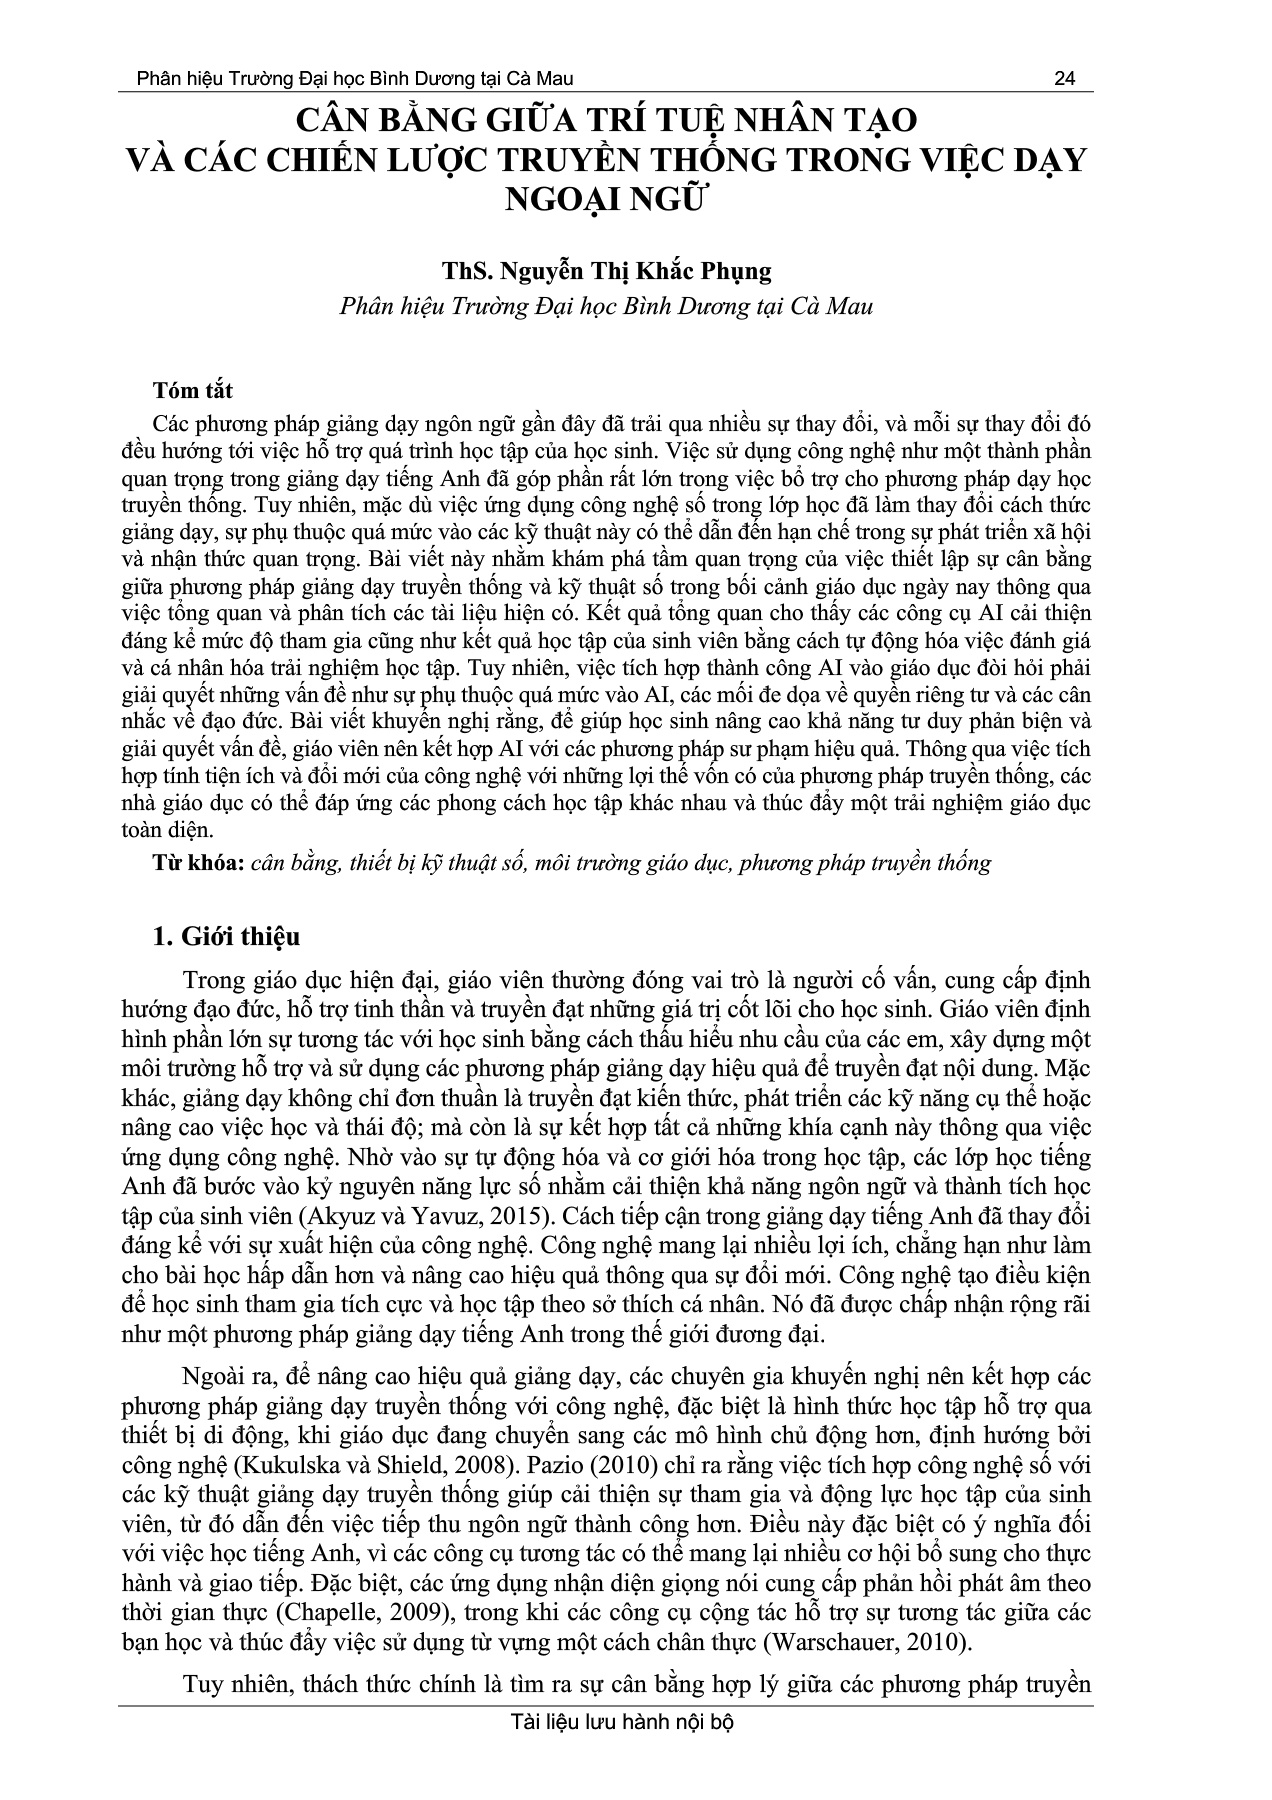 Phân hiệu Trường Đại học Bình Dương tại Cà Mau 24
CÂN BẰNG GIỮA TRÍ TUỆ NHÂN TẠO
VÀ CÁC CHIẾN LƯỢC TRUYỀN THỐNG TRONG VIỆC DẠY
NGOẠI NGỮ
ThS. Nguyễn Thị Khắc Phụng
Phân hiệu Trường Đại học Bình Dương tại Cà Mau
Tóm tắt
Các phương pháp giảng dạy ngôn ngữ gần đây đã trải qua nhiều sự thay đổi, và mỗi sự thay đổi đó
đều hướng tới việc hỗ trợ quá trình học tập của học sinh. Việc sử dụng công nghệ như một thành phần
quan trọng trong giảng dạy tiếng Anh đã góp phần rất lớn trong việc bổ trợ cho phương pháp dạy học
truyền thống. Tuy nhiên, mặc dù việc ứng dụng công nghệ số trong lớp học đã làm thay đổi cách thức
giảng dạy, sự phụ thuộc quá mức vào các kỹ thuật này có thể dẫn đến hạn chế trong sự phát triển xã hội
và nhận thức quan trọng. Bài viết này nhằm khám phá tầm quan trọng của việc thiết lập sự cân bằng
giữa phương pháp giảng dạy truyền thống và kỹ thuật số trong bối cảnh giáo dục ngày nay thông qua
việc tổng quan và phân tích các tài liệu hiện có. Kết quả tổng quan cho thấy các công cụ AI cải thiện
đáng kể mức độ tham gia cũng như kết quả học tập của sinh viên bằng cách tự động hóa việc đánh giá
và cá nhân hóa trải nghiệm học tập. Tuy nhiên, việc tích hợp thành công AI vào giáo dục đòi hỏi phải
giải quyết những vấn đề như sự phụ thuộc quá mức vào AI, các mối đe dọa về quyền riêng tư và các cân
nhắc về đạo đức. Bài viết khuyến nghị rằng, để giúp học sinh nâng cao khả năng tư duy phản biện và
giải quyết vấn đề, giáo viên nên kết hợp AI với các phương pháp sư phạm hiệu quả. Thông qua việc tích
hợp tính tiện ích và đổi mới của công nghệ với những lợi thế vốn có của phương pháp truyền thống, các
nhà giáo dục có thể đáp ứng các phong cách học tập khác nhau và thúc đẩy một trải nghiệm giáo dục
toàn diện.
Từ khóa: cân bằng, thiết bị kỹ thuật số, môi trường giáo dục, phương pháp truyền thống
1. Giới thiệu
Trong giáo dục hiện đại, giáo viên thường đóng vai trò là người cố vấn, cung cấp định
hướng đạo đức, hỗ trợ tinh thần và truyền đạt những giá trị cốt lõi cho học sinh. Giáo viên định
hình phần lớn sự tương tác với học sinh bằng cách thấu hiểu nhu cầu của các em, xây dựng một
môi trường hỗ trợ và sử dụng các phương pháp giảng dạy hiệu quả để truyền đạt nội dung. Mặc
khác, giảng dạy không chỉ đơn thuần là truyền đạt kiến thức, phát triển các kỹ năng cụ thể hoặc
nâng cao việc học và thái độ; mà còn là sự kết hợp tất cả những khía cạnh này thông qua việc
ứng dụng công nghệ. Nhờ vào sự tự động hóa và cơ giới hóa trong học tập, các lớp học tiếng
Anh đã bước vào kỷ nguyên năng lực số nhằm cải thiện khả năng ngôn ngữ và thành tích học
tập của sinh viên (Akyuz và Yavuz, 2015). Cách tiếp cận trong giảng dạy tiếng Anh đã thay đổi
đáng kể với sự xuất hiện của công nghệ. Công nghệ mang lại nhiều lợi ích, chẳng hạn như làm
cho bài học hấp dẫn hơn và nâng cao hiệu quả thông qua sự đổi mới. Công nghệ tạo điều kiện
để học sinh tham gia tích cực và học tập theo sở thích cá nhân. Nó đã được chấp nhận rộng rãi
như một phương pháp giảng dạy tiếng Anh trong thế giới đương đại.
Ngoài ra, để nâng cao hiệu quả giảng dạy, các chuyên gia khuyến nghị nên kết hợp các
phương pháp giảng dạy truyền thống với công nghệ, đặc biệt là hình thức học tập hỗ trợ qua
thiết bị di động, khi giáo dục đang chuyển sang các mô hình chủ động hơn, định hướng bởi
công nghệ (Kukulska và Shield, 2008). Pazio (2010) chỉ ra rằng việc tích hợp công nghệ số với
các kỹ thuật giảng dạy truyền thống giúp cải thiện sự tham gia và động lực học tập của sinh
viên, từ đó dẫn đến việc tiếp thu ngôn ngữ thành công hơn. Điều này đặc biệt có ý nghĩa đối
với việc học tiếng Anh, vì các công cụ tương tác có thể mang lại nhiều cơ hội bổ sung cho thực
hành và giao tiếp. Đặc biệt, các ứng dụng nhận diện giọng nói cung cấp phản hồi phát âm theo
thời gian thực (Chapelle, 2009), trong khi các công cụ cộng tác hỗ trợ sự tương tác giữa các
bạn học và thúc đẩy việc sử dụng từ vựng một cách chân thực (Warschauer, 2010).
Tuy nhiên, thách thức chính là tìm ra sự cân bằng hợp lý giữa các phương pháp truyền
Tài liệu lưu hành nội bộ